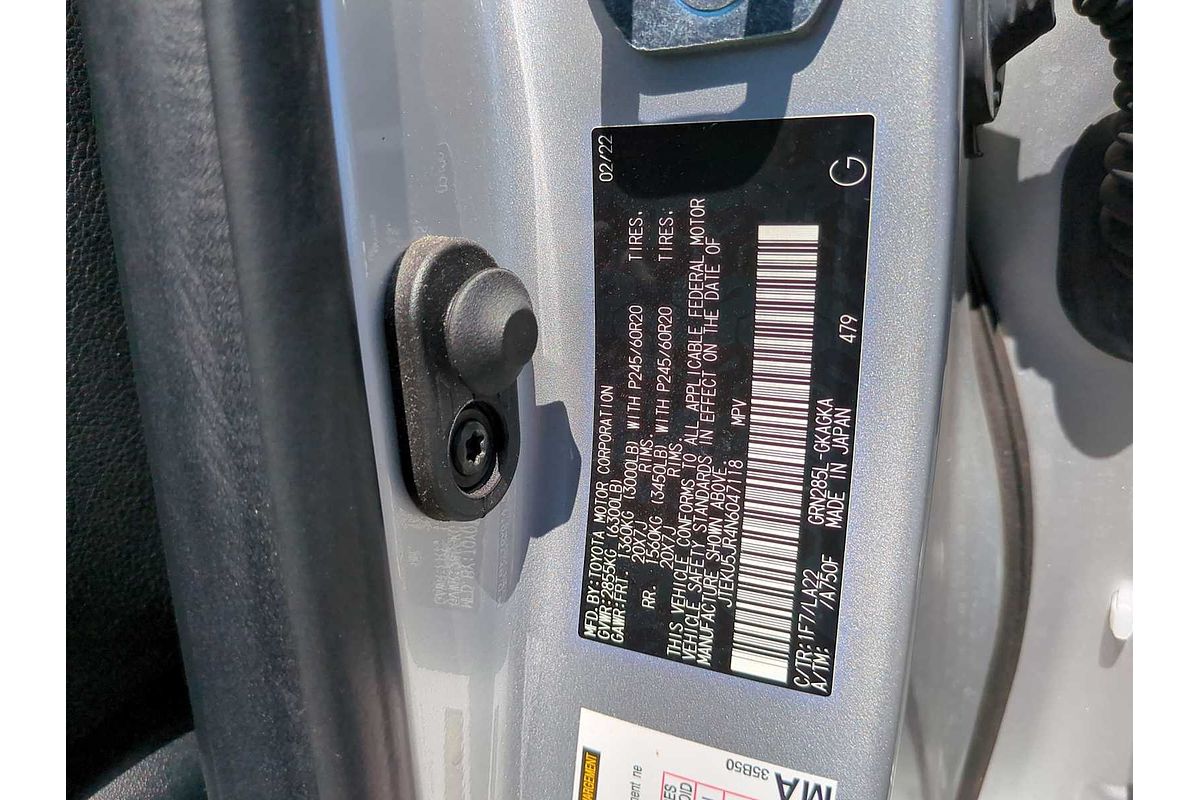 MFD. BY: TOYOTA MOTOR CORPORATION 02/22
GVWR: 2855KG (6300LB)
GAWR: FRT. 1360KG (3000LB) WITH P245/60R20 TIRES.
20X7J RIMS.
RR. 1560KG (3450LB) WITH P245/60R20 TIRES.
20X7J RIMS.
THIS VEHICLE CONFORMS TO ALL APPLICABLE FEDERAL MOTOR
VEHICLE SAFETY STANDARDS IN EFFECT ON THE DATE OF
MANUFACTURE SHOWN ABOVE.
JTEKU5JR4N6047118 MPV
C/TR: 1F7/LA22 GRN285L-GKAGKA 479 G
A/TM: /A750F MADE IN JAPAN
MA
35B50